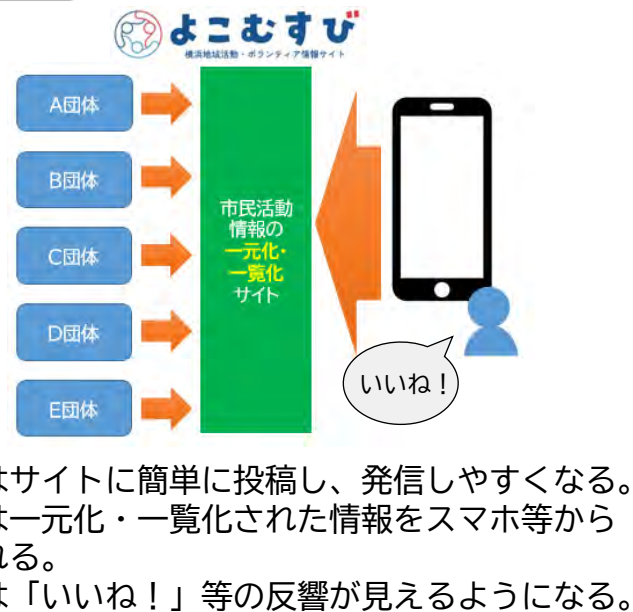 よこむすび
横浜地域活動・ボランティア情報サイト
A団体
B団体
C団体
D団体
E団体
市民活動
情報の
一元化・
一覧化
サイト
いいね！
はサイトに簡単に投稿し、発信しやすくなる。
は一元化・一覧化された情報をスマホ等から
れる。
は「いいね！」等の反響が見えるようになる。